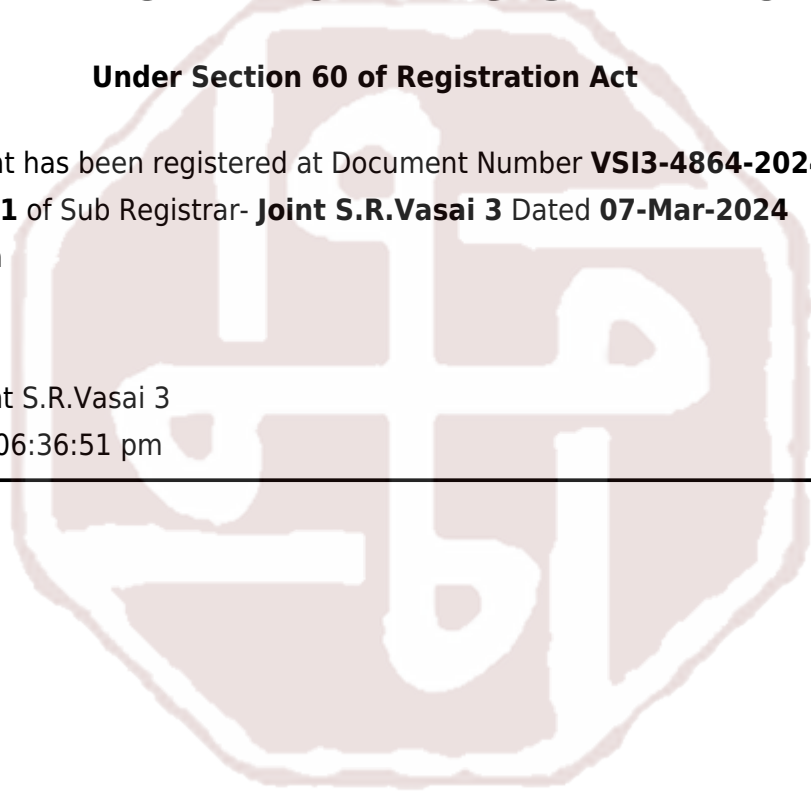 Under Section 60 of Registration Act
has been registered at Document Number VSI3-4864-202
1 of Sub Registrar- Joint S.R.Vasai 3 Dated 07-Mar-2024
S.R.Vasai 3
06:36:51 pm